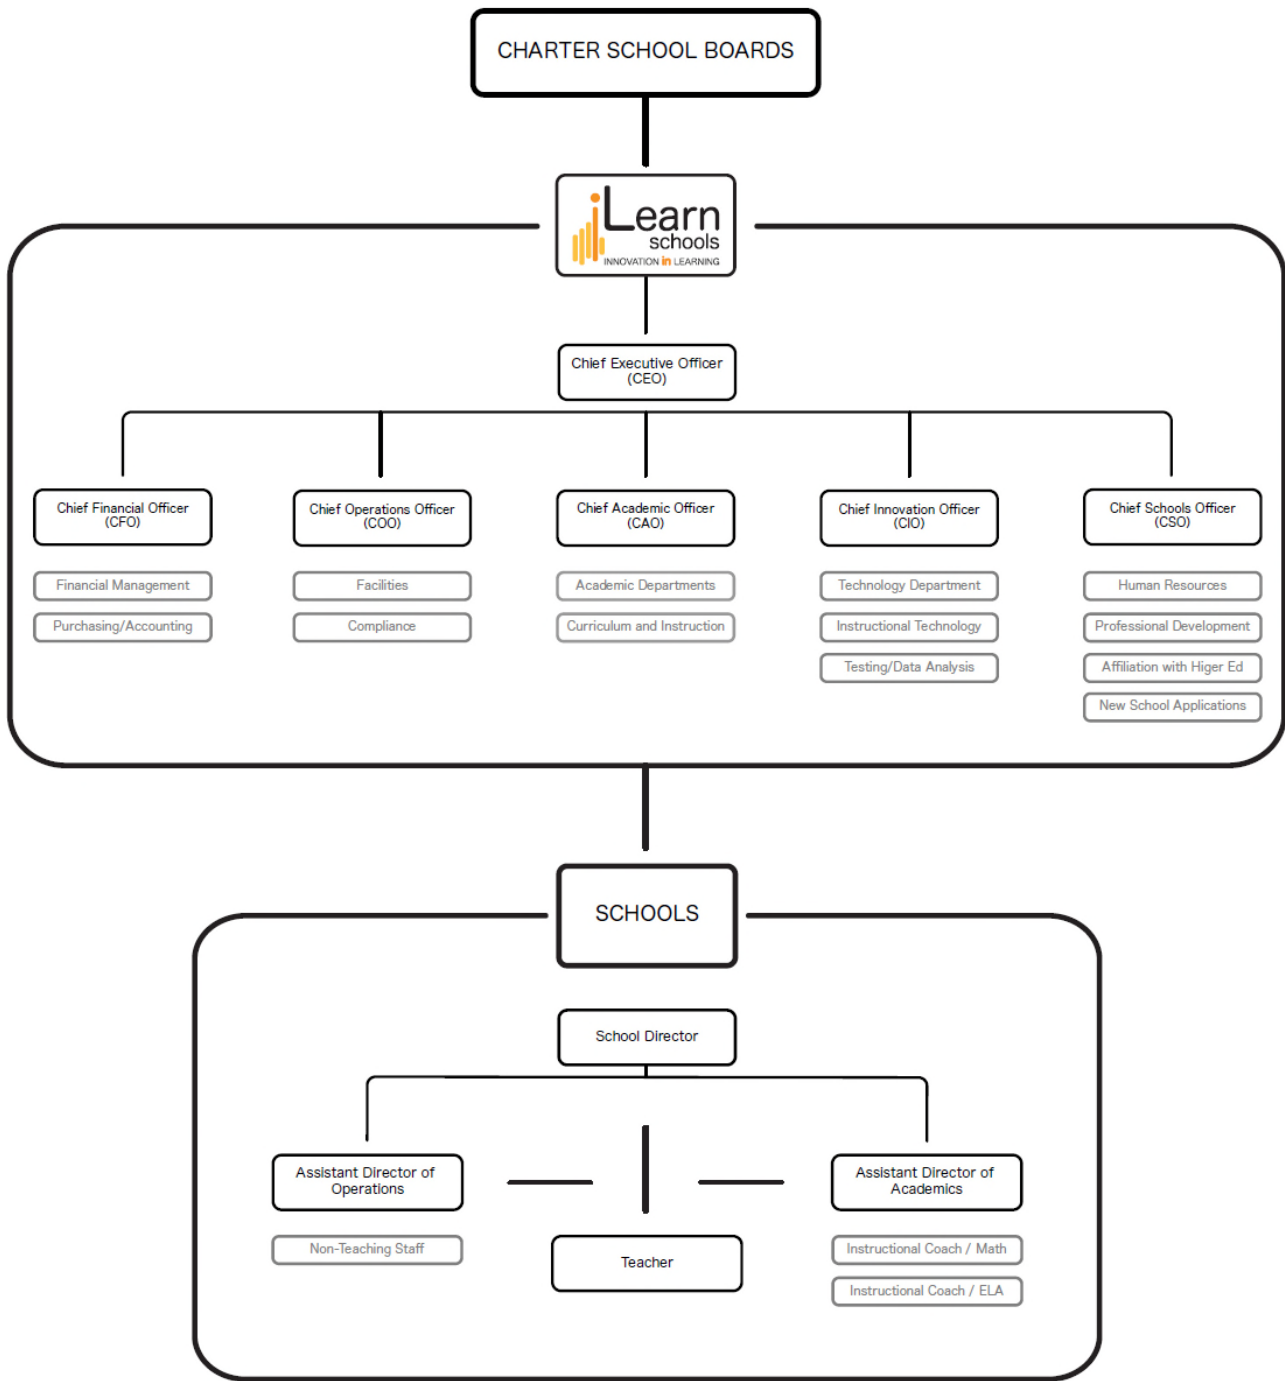 CHARTER SCHOOL BOARDS
iLearn
schools
INNOVATION in LEARNING
Chief Executive Officer
(CEO)
Chief Financial Officer
(CFO)
Financial Management
Purchasing/Accounting
Chief Operations Officer
(COO)
Facilities
Compliance
Chief Academic Officer
(CAO)
Academic Departments
Curriculum and Instruction
Chief Innovation Officer
(CIO)
Technology Department
Instructional Technology
Testing/Data Analysis
Chief Schools Officer
(CSO)
Human Resources
Professional Development
Affiliation with Higer Ed
New School Applications
SCHOOLS
School Director
Assistant Director of
Operations
Non-Teaching Staff
Teacher
Assistant Director of
Academics
Instructional Coach / Math
Instructional Coach / ELA